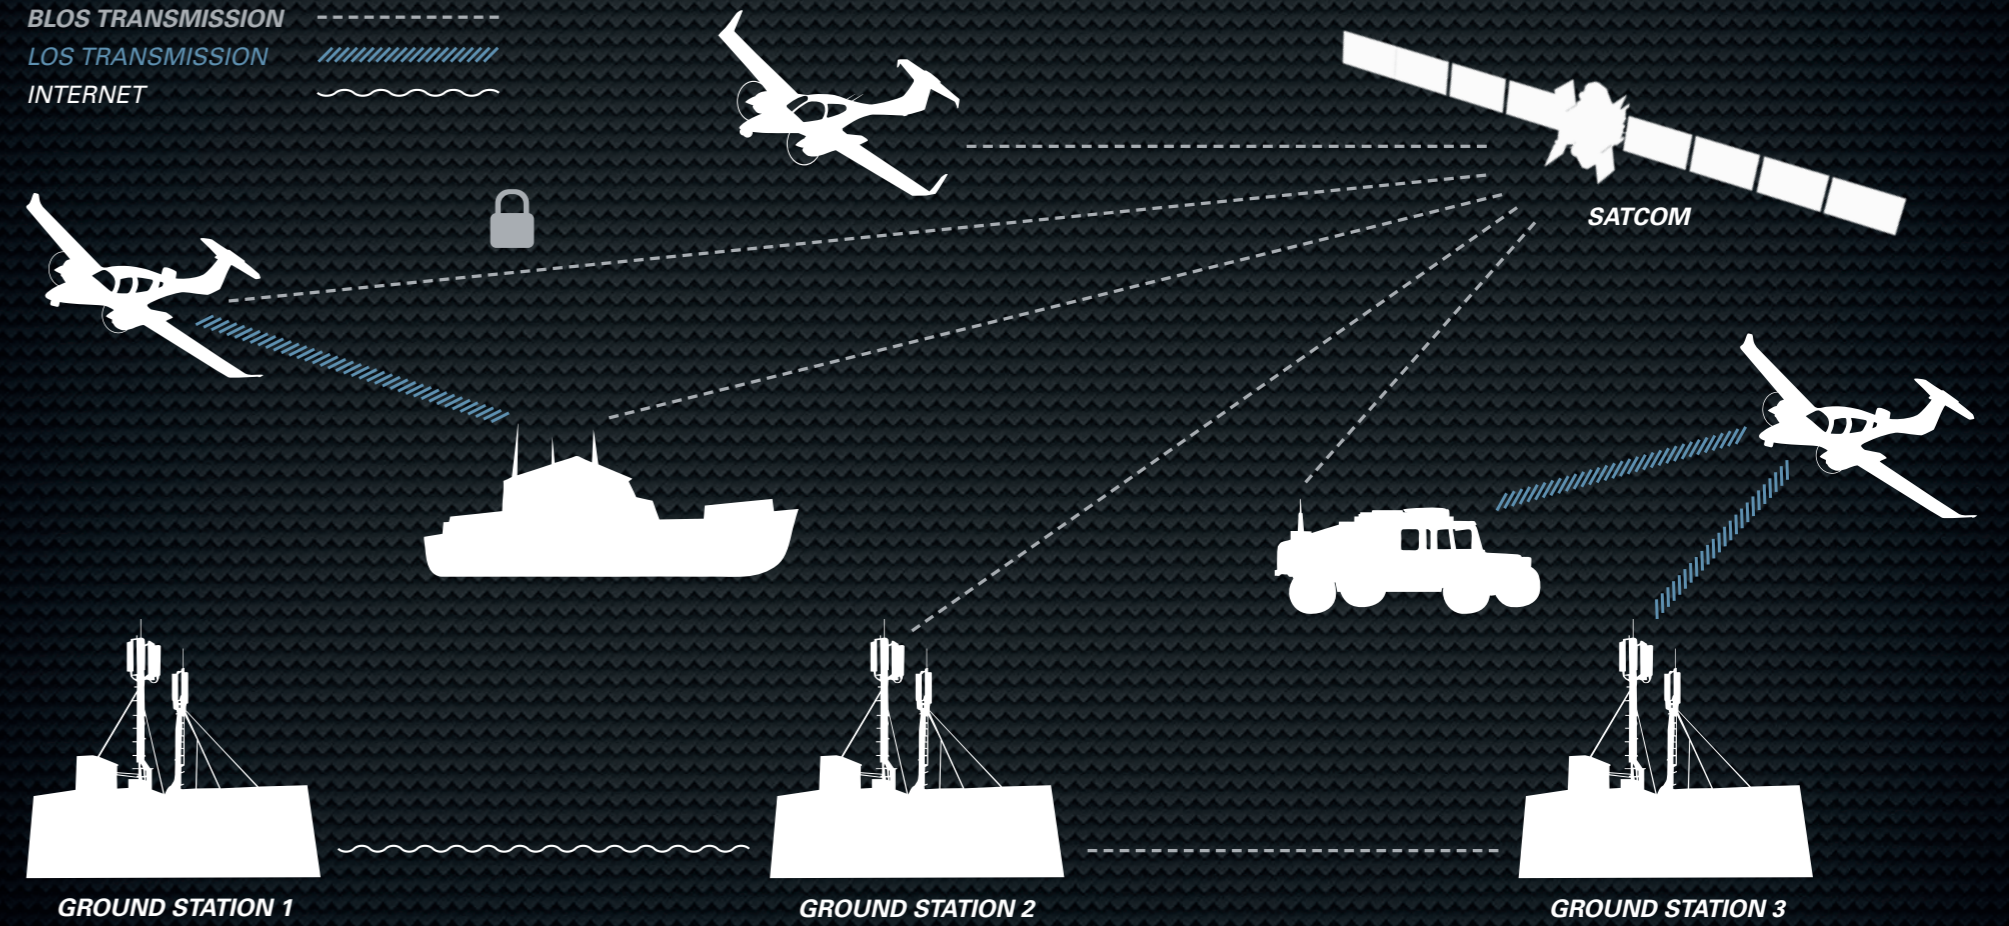 BLOS TRANSMISSION
LOS TRANSMISSION
INTERNET
SATCOM
GROUND STATION 1
GROUND STATION 2
GROUND STATION 3